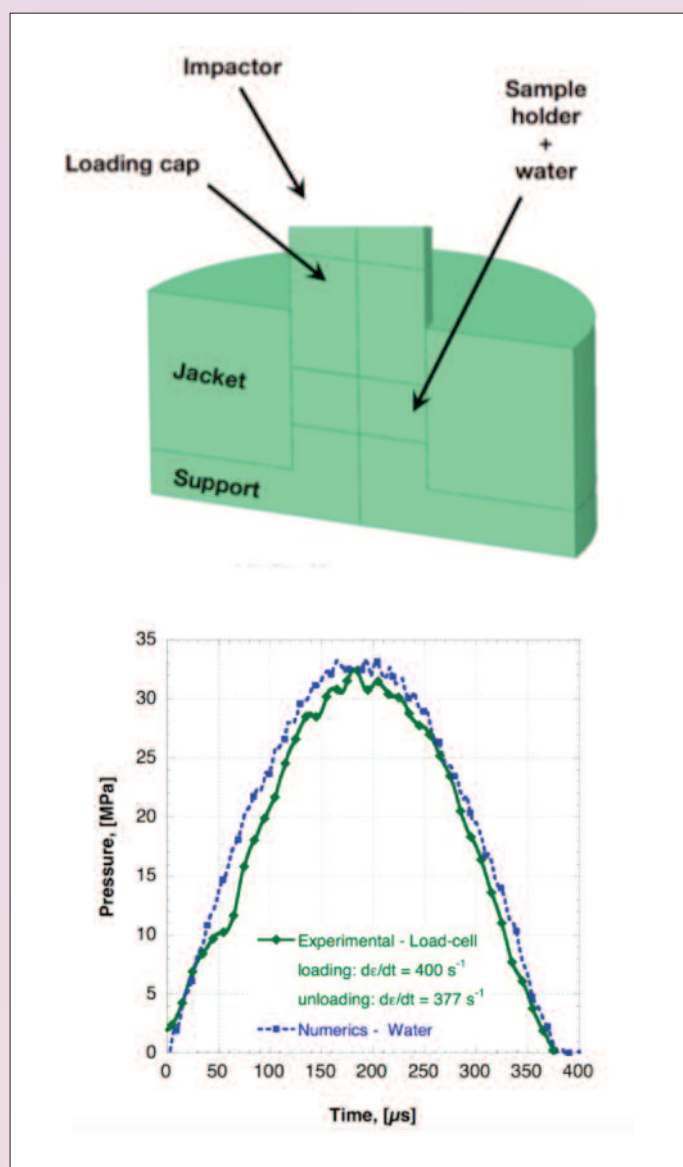 Impactor
Loading cap
Sample
holder
+
water
Jacket
Support
35
30
25
20
15
10
5
0
Pressure, [MPa]
Experimental - Load-cell
loading: dε/dt = 400 s⁻¹
unloading: dε/dt = 377 s⁻¹
Numerics - Water
0 50 100 150 200 250 300 350 400
Time, [µs]